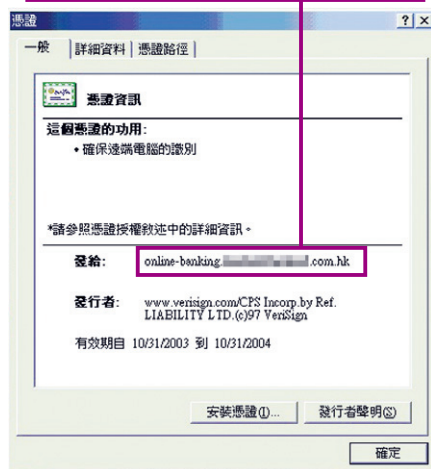 憑證
一般 詳細資料 憑證路徑
憑證資訊
這個憑證的功用:
• 確保遠端電腦的識別
*請參照憑證授權敘述中的詳細資訊。
發給: online-banking. .com.hk
發行者: www.verisign.com/CPS Incorp.by Ref.
LIABILITY LTD.(c)97 VeriSign
有效期自 10/31/2003 到 10/31/2004
安裝憑證(I)... 發行者聲明(S)
確定